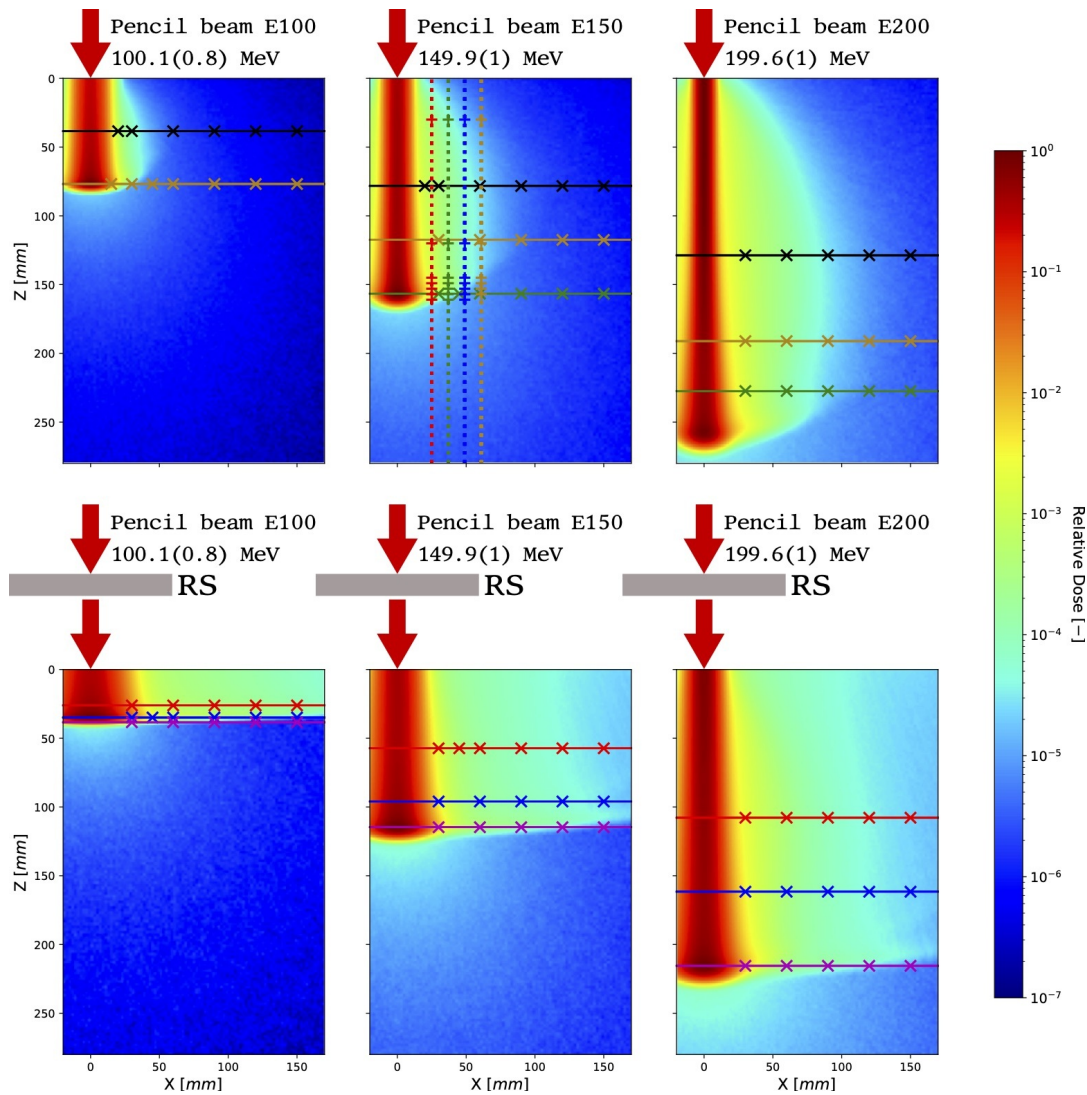 Pencil beam E100
100.1(0.8) MeV
Pencil beam E150
149.9(1) MeV
Pencil beam E200
199.6(1) MeV
0
50
100
150
200
250
Z [mm]
10⁰
10⁻¹
10⁻²
10⁻³
10⁻⁴
10⁻⁵
10⁻⁶
10⁻⁷
Relative Dose [−]
Pencil beam E100
100.1(0.8) MeV
RS
Pencil beam E150
149.9(1) MeV
RS
Pencil beam E200
199.6(1) MeV
RS
0
50
100
150
200
250
Z [mm]
0 50 100 150
X [mm]
0 50 100 150
X [mm]
0 50 100 150
X [mm]